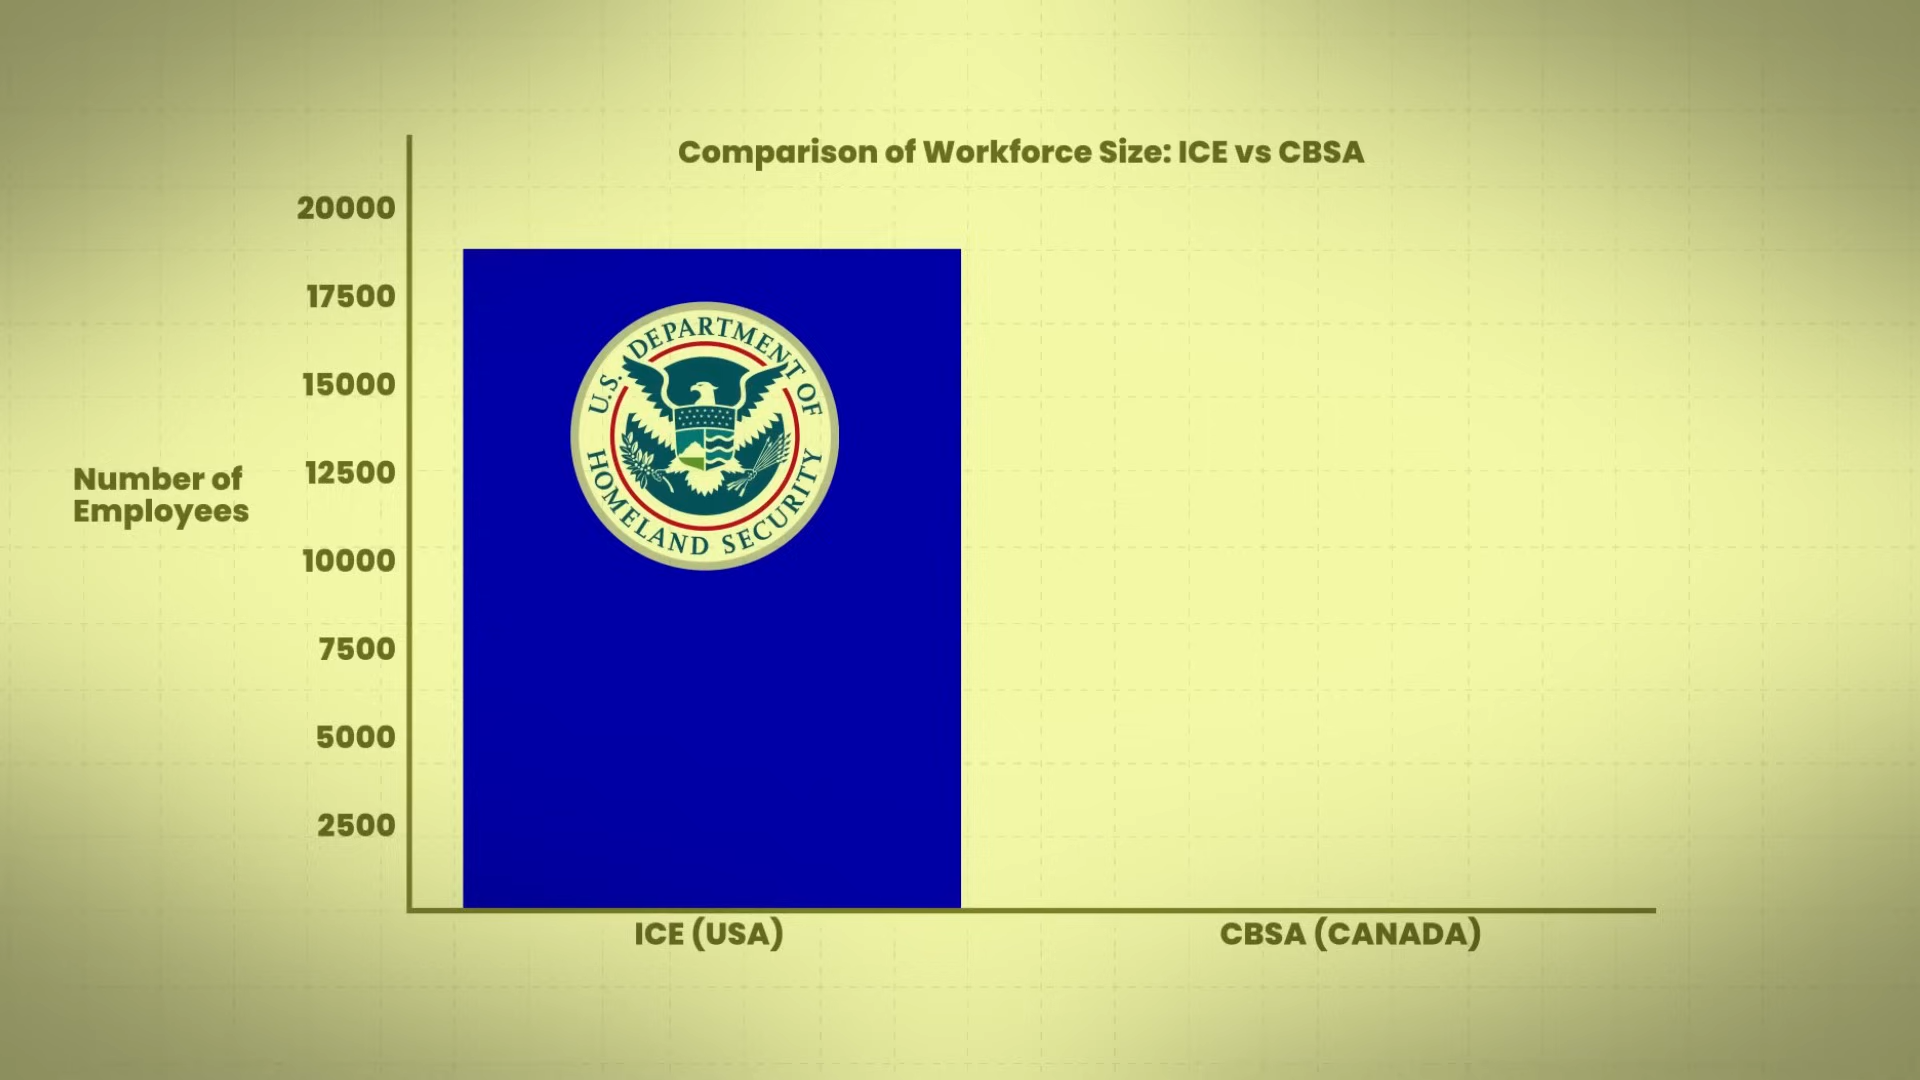 Comparison of Workforce Size: ICE vs CBSA
20000
17500
15000
12500
10000
7500
5000
2500
Number of
Employees
U.S. DEPARTMENT OF
HOMELAND SECURITY
ICE (USA)
CBSA (CANADA)